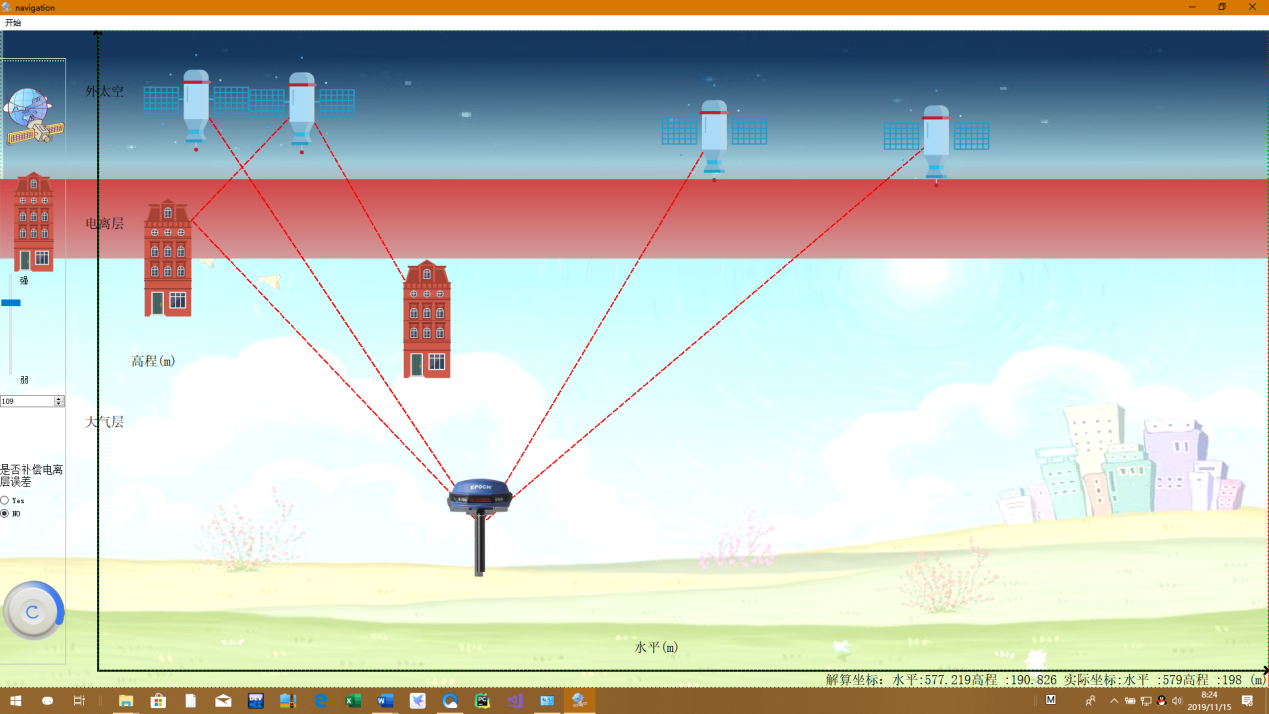 navigation
开始
外太空
电离层
强
高程(m)
弱
109
大气层
是否补偿电离
层误差
Yes
NO
EPOCH
C
水平(m)
解算坐标: 水平:577.219高程 :190.826 实际坐标:水平 :579高程 :198 (m)
M
8:24
2019/11/15